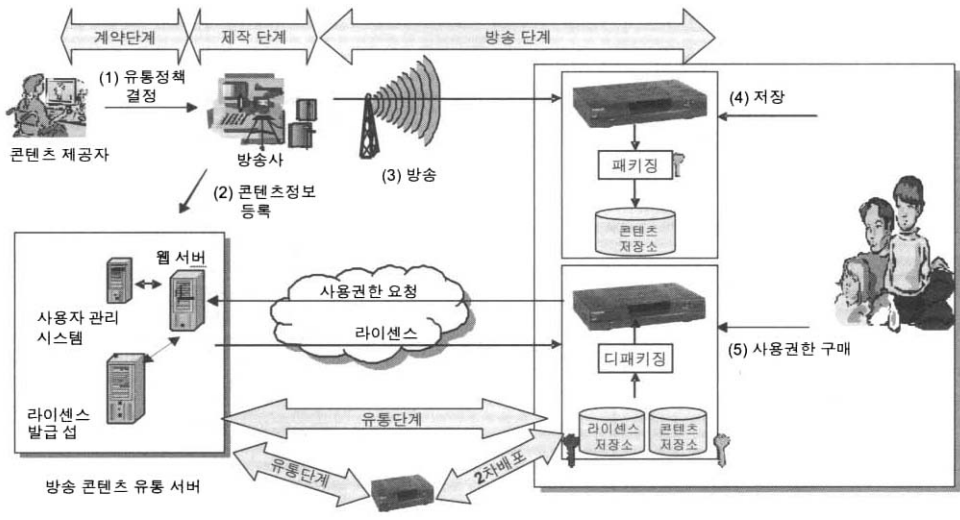 계약단계
제작 단계
방송 단계
(1) 유통정책
결정
(4) 저장
콘텐츠 제공자
방송사
(3) 방송
패키징
(2) 콘텐츠정보
등록
콘텐츠
저장소
웹 서버
사용권한 요청
사용자 관리
시스템
라이센스
디패키징
(5) 사용권한 구매
라이센스
발급 섭
유통단계
라이센스
저장소
콘텐츠
저장소
유통단계
2차배포
방송 콘텐츠 유통 서버